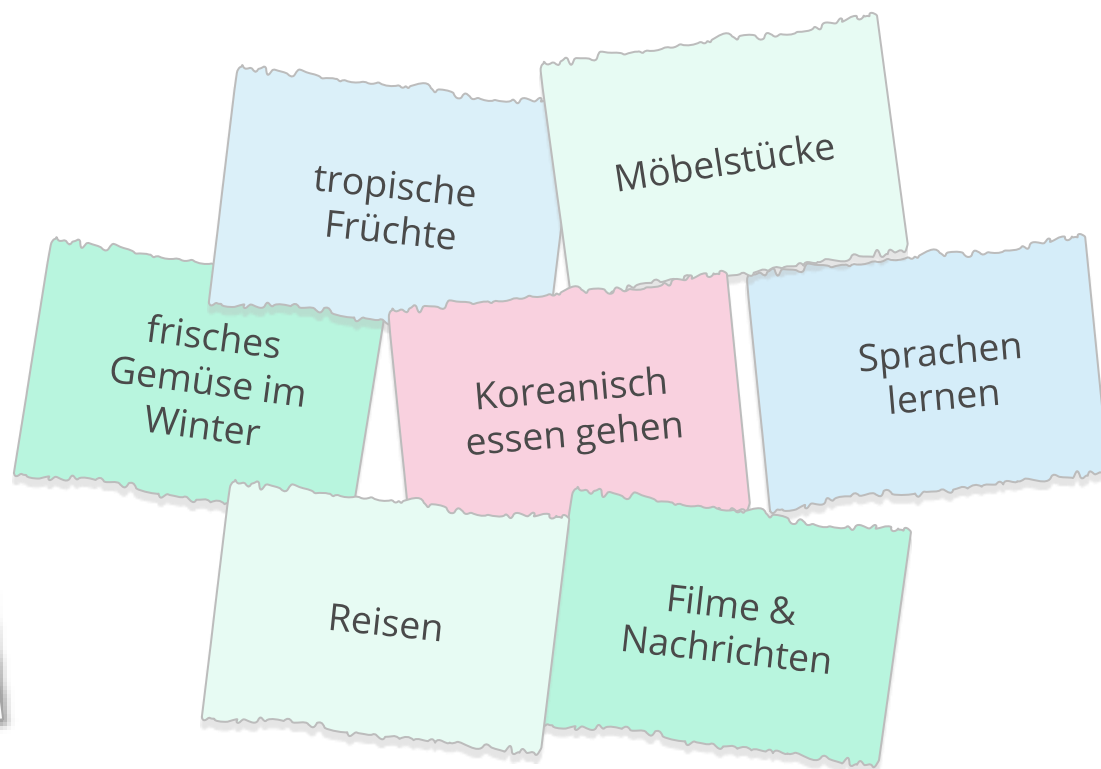 tropische
Früchte
Möbelstücke
frisches
Gemüse im
Winter
Koreanisch
essen gehen
Sprachen
lernen
Reisen
Filme &
Nachrichten